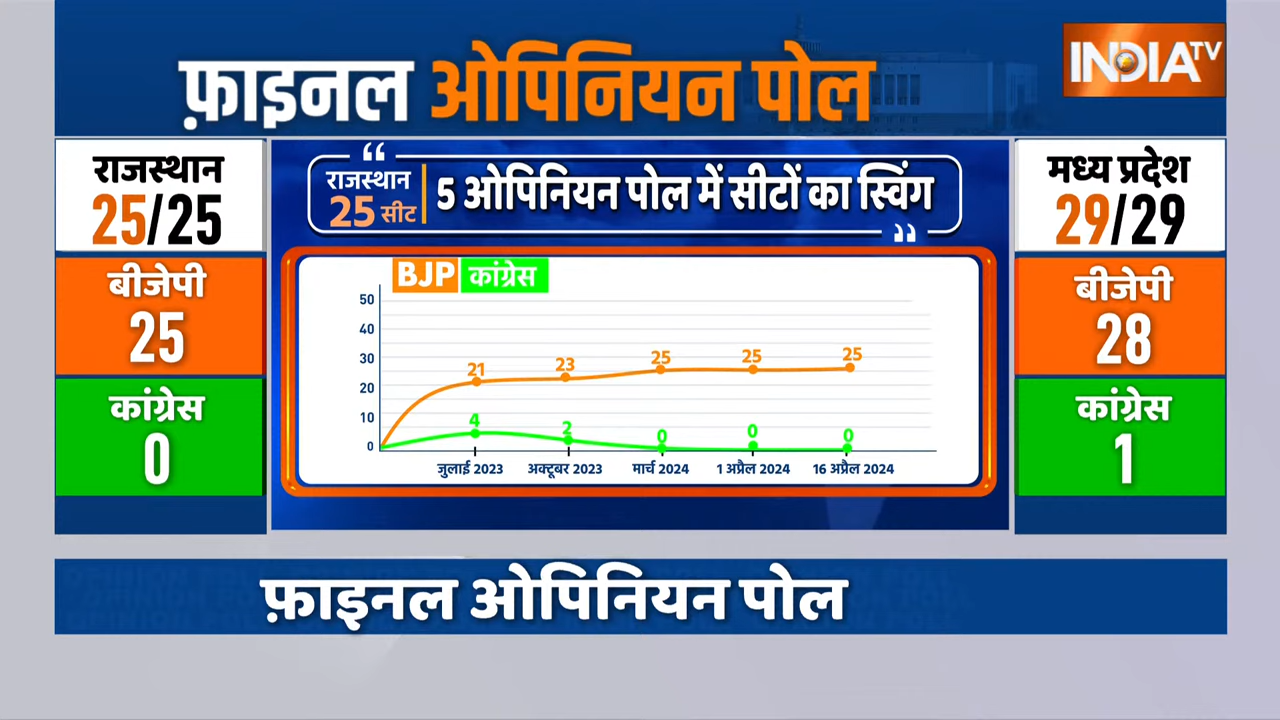 फ़ाइनल ओपिनियन पोल
INDIA TV
राजस्थान
25/25
बीजेपी
25
कांग्रेस
0
राजस्थान
25 सीट
5 ओपिनियन पोल में सीटों का स्विंग
BJP कांग्रेस
50
40
30
20
10
0
21 23 25 25 25
4 2 0 0 0
जुलाई 2023 अक्टूबर 2023 मार्च 2024 1 अप्रैल 2024 16 अप्रैल 2024
मध्य प्रदेश
29/29
बीजेपी
28
कांग्रेस
1
फ़ाइनल ओपिनियन पोल